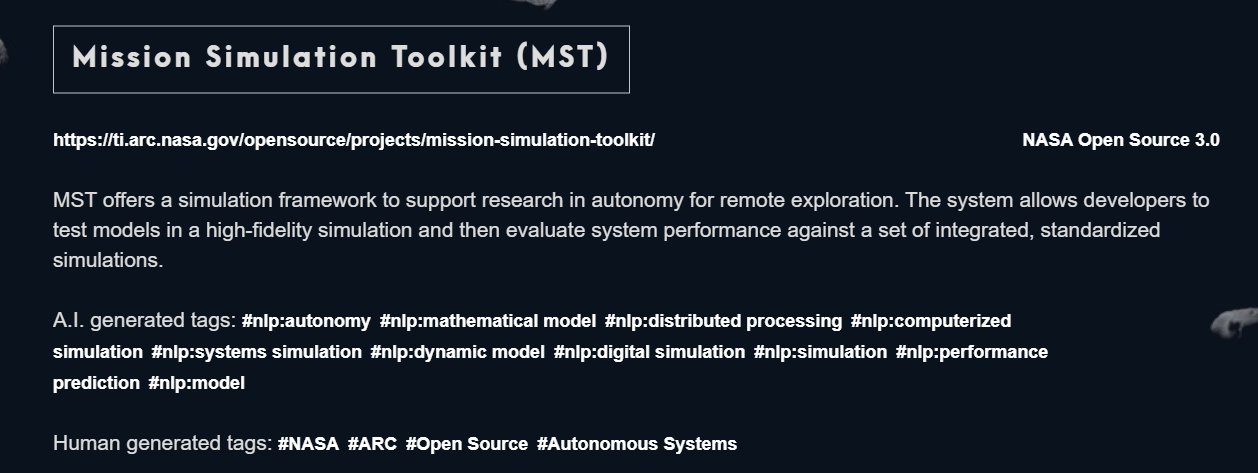 Mission Simulation Toolkit (MST)
https://ti.arc.nasa.gov/opensource/projects/mission-simulation-toolkit/ NASA Open Source 3.0
MST offers a simulation framework to support research in autonomy for remote exploration. The system allows developers to
test models in a high-fidelity simulation and then evaluate system performance against a set of integrated, standardized
simulations.
A.I. generated tags: #nlp:autonomy #nlp:mathematical model #nlp:distributed processing #nlp:computerized
simulation #nlp:systems simulation #nlp:dynamic model #nlp:digital simulation #nlp:simulation #nlp:performance
prediction #nlp:model
Human generated tags: #NASA #ARC #Open Source #Autonomous Systems